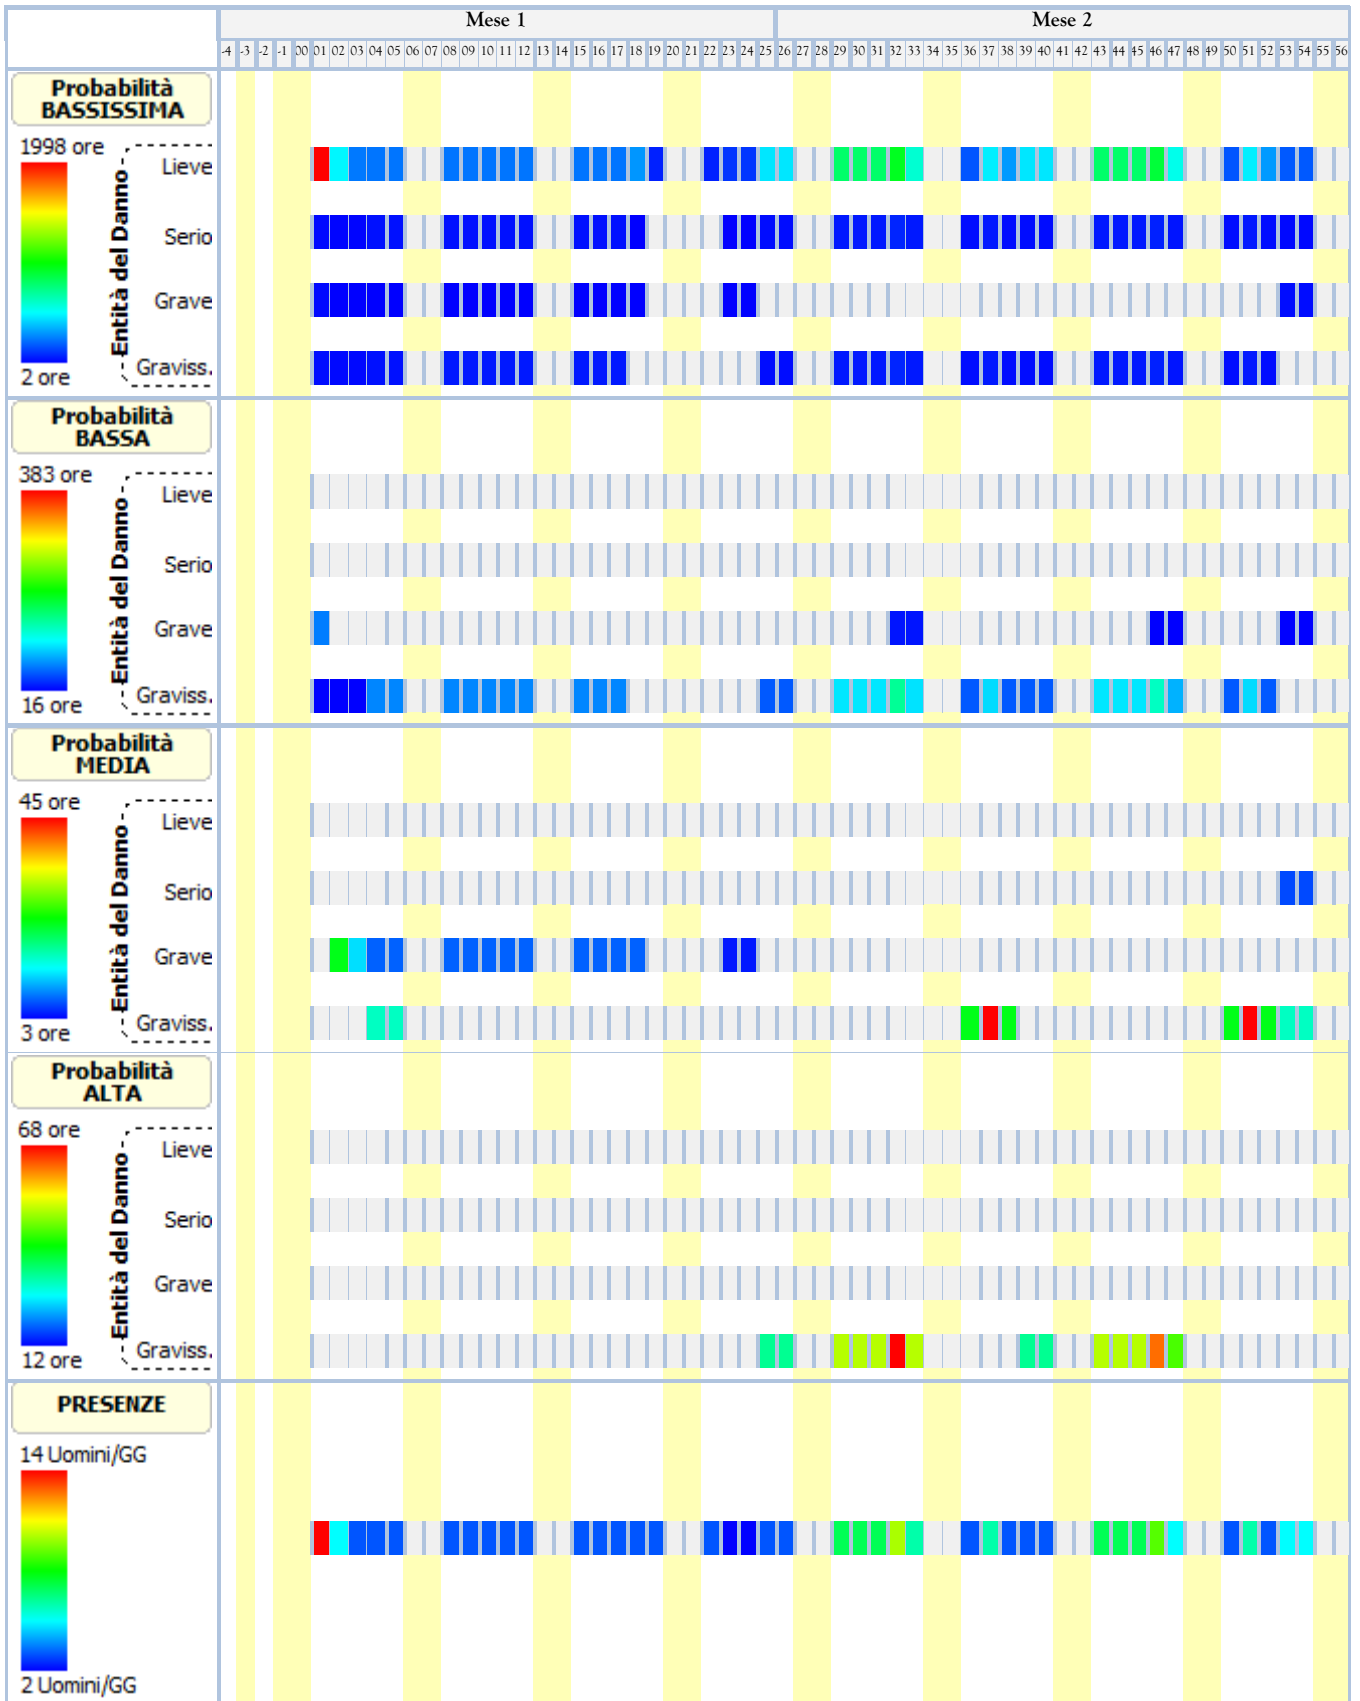 Mese 1 Mese 2
-4 -3 -2 -1 00 01 02 03 04 05 06 07 08 09 10 11 12 13 14 15 16 17 18 19 20 21 22 23 24 25 26 27 28 29 30 31 32 33 34 35 36 37 38 39 40 41 42 43 44 45 46 47 48 49 50 51 52 53 54 55 56
Probabilità
BASSISSIMA
1998 ore
Entità del Danno
Lieve
Serio
Grave
Graviss.
2 ore
Probabilità
BASSA
383 ore
Entità del Danno
Lieve
Serio
Grave
Graviss.
16 ore
Probabilità
MEDIA
45 ore
Entità del Danno
Lieve
Serio
Grave
Graviss.
3 ore
Probabilità
ALTA
68 ore
Entità del Danno
Lieve
Serio
Grave
Graviss.
12 ore
PRESENZE
14 Uomini/GG
2 Uomini/GG